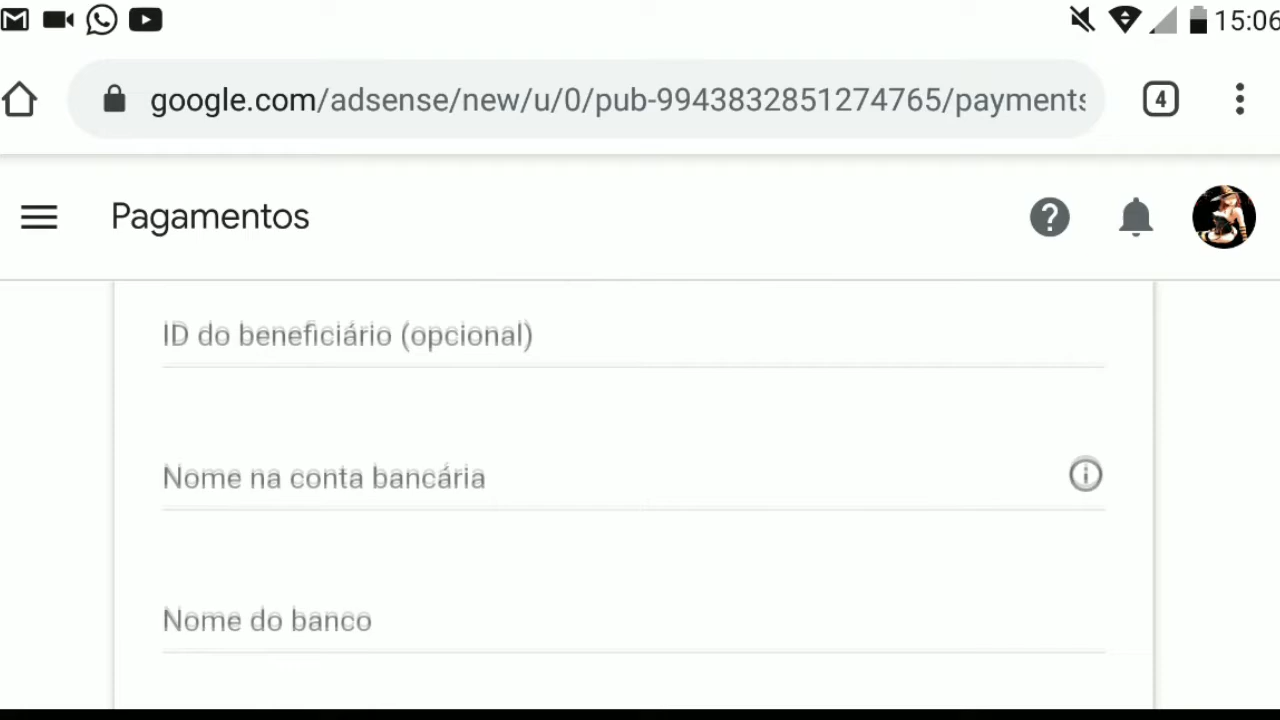 15:06
google.com/adsense/new/u/0/pub-9943832851274765/payments
4
Pagamentos
ID do beneficiário (opcional)
Nome na conta bancária
Nome do banco